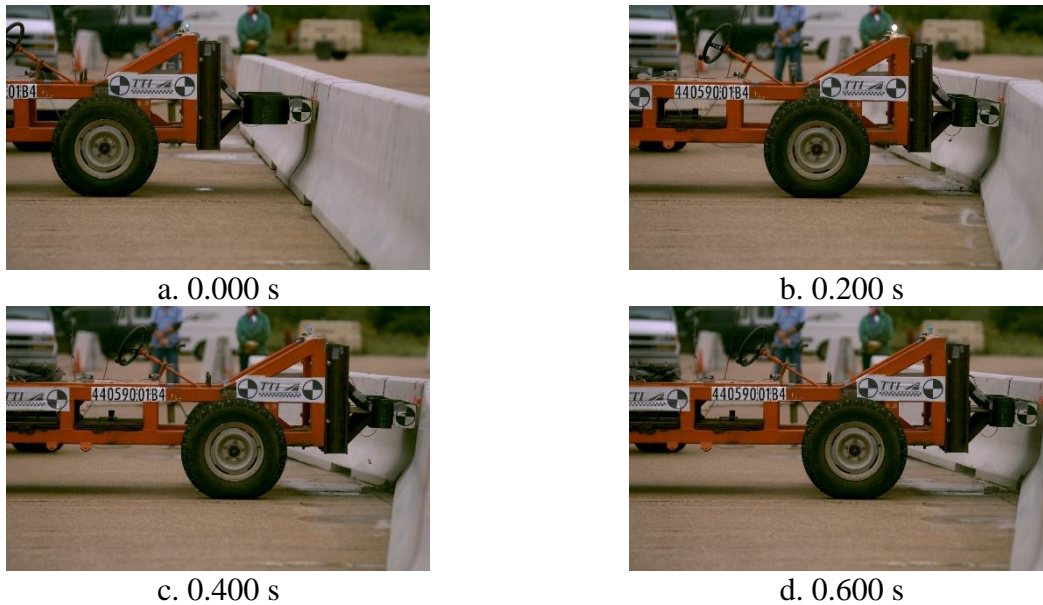 :01B4
TTI
a. 0.000 s
440590:01B4
TTI
b. 0.200 s
TTI
440590:01B4
TTI
c. 0.400 s
TTI
440590:01B4
TTI
d. 0.600 s